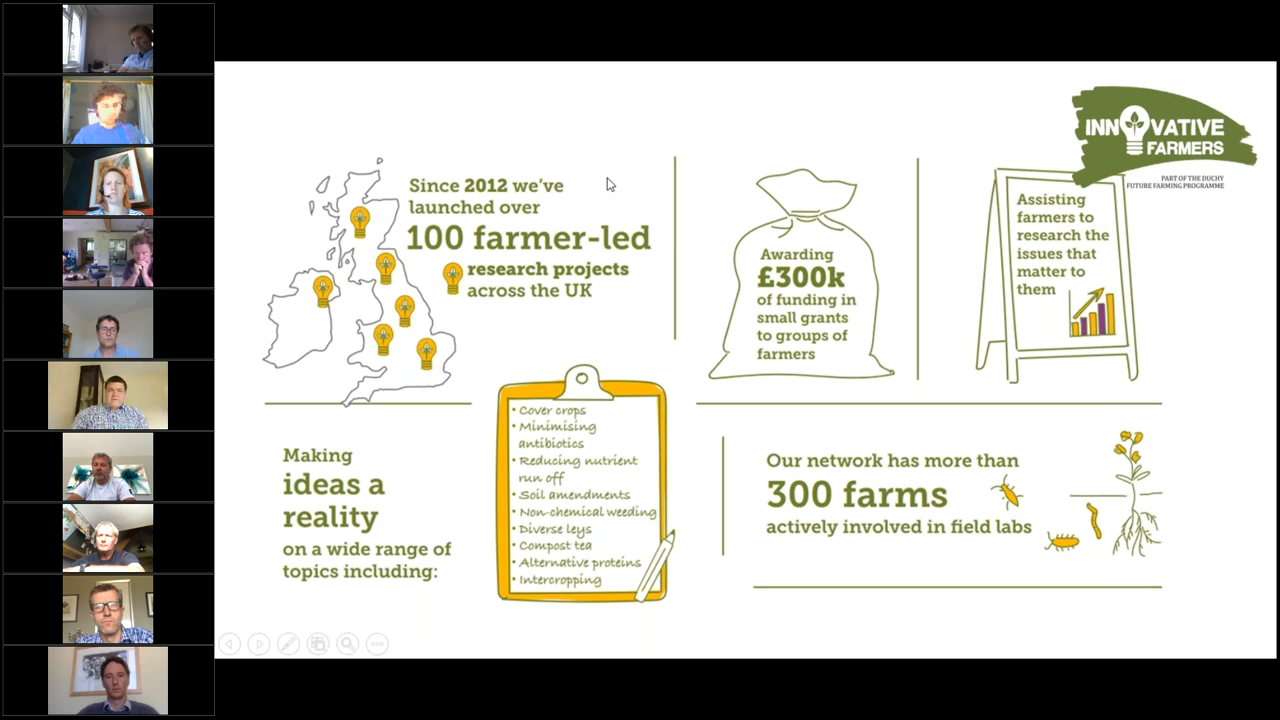 INNOVATIVE
FARMERS
PART OF THE DUCHY
FUTURE FARMING PROGRAMME
Since 2012 we've
launched over
100 farmer-led
research projects
across the UK
Awarding
£300k
of funding in
small grants
to groups of
farmers
Assisting
farmers to
research the
issues that
matter to
them
Making
ideas a
reality
on a wide range of
topics including:
• Cover crops
• Minimising
antibiotics
• Reducing nutrient
run off
• Soil amendments
• Non-chemical weeding
• Diverse leys
• Compost tea
• Alternative proteins
• Intercropping
Our network has more than
300 farms
actively involved in field labs